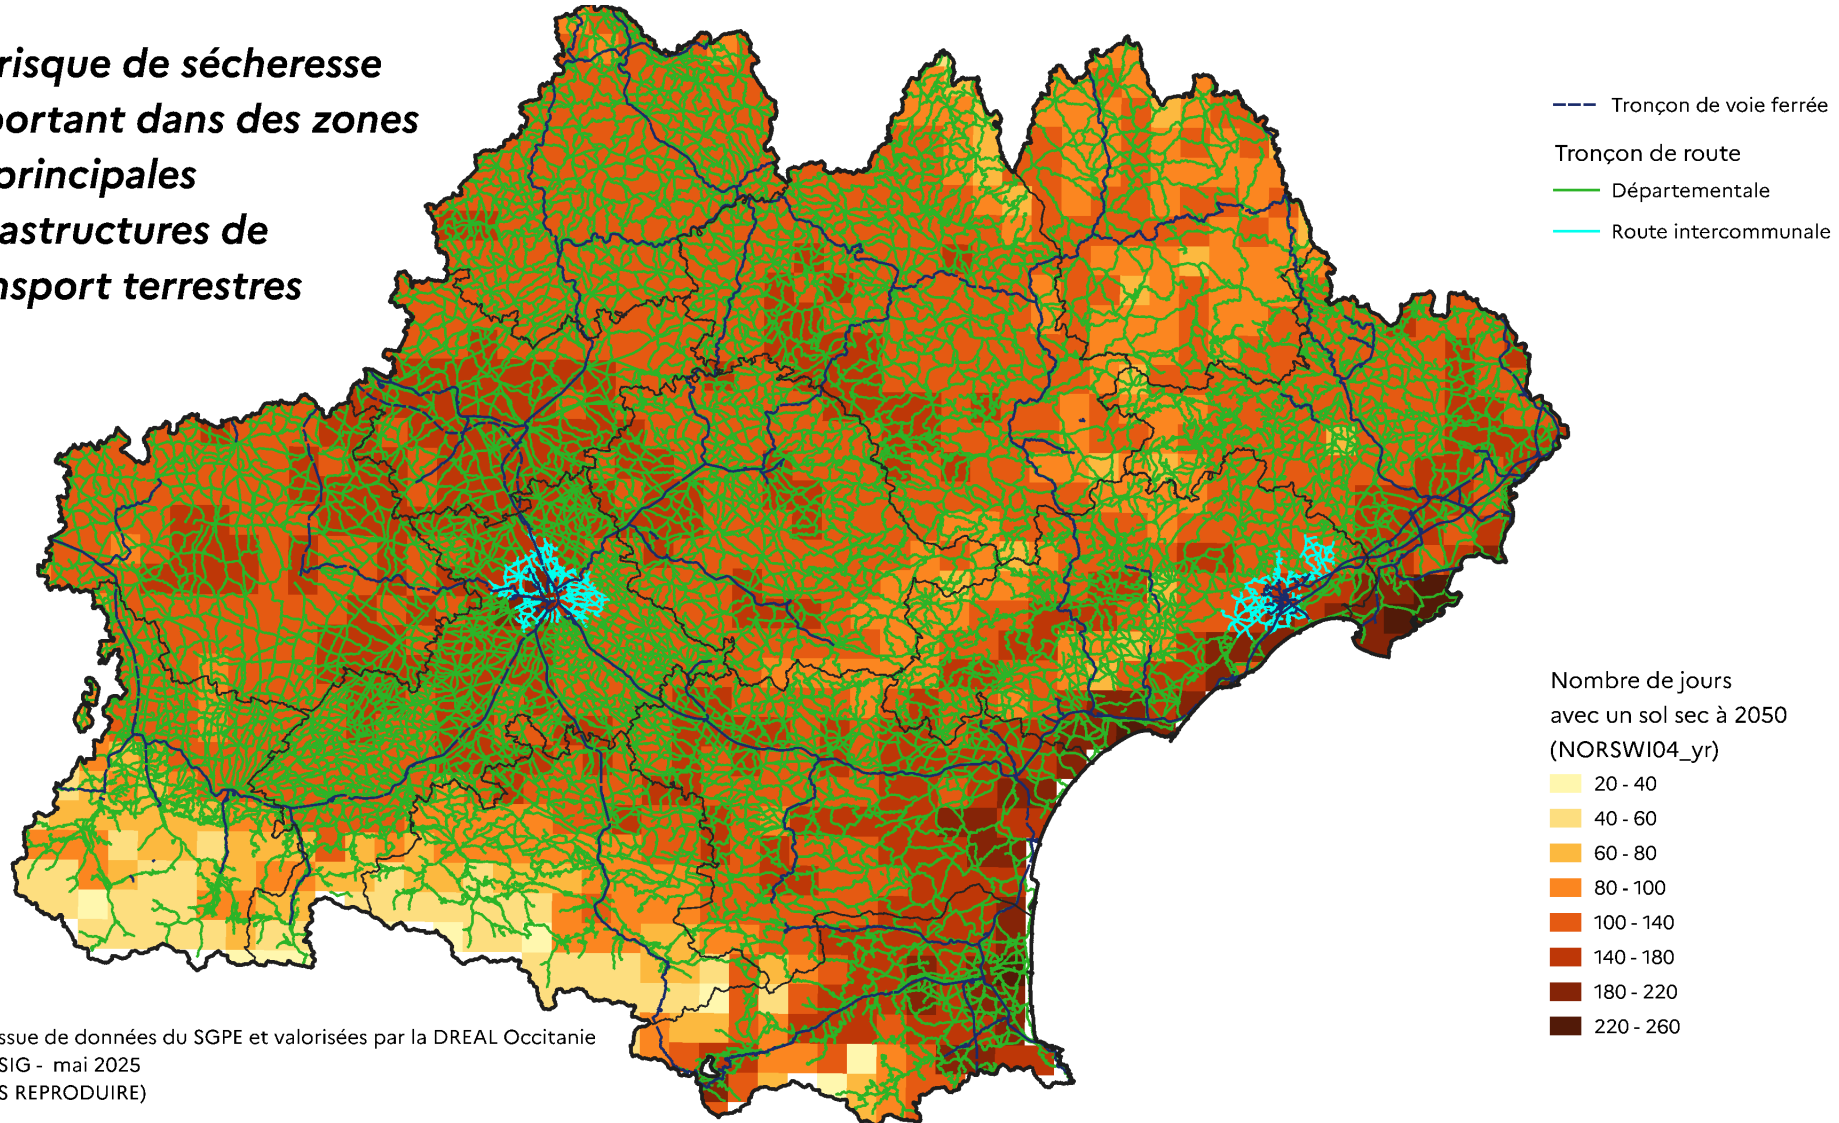 risque de sécheresse
portant dans des zones
principales
astructures de
nsport terrestres
Tronçon de voie ferrée
Tronçon de route
Départementale
Route intercommunale
Nombre de jours
avec un sol sec à 2050
(NORSWI04_yr)
20 - 40
40 - 60
60 - 80
80 - 100
100 - 140
140 - 180
180 - 220
220 - 260
ssue de données du SGPE et valorisées par la DREAL Occitanie
SIG - mai 2025
S REPRODUIRE)